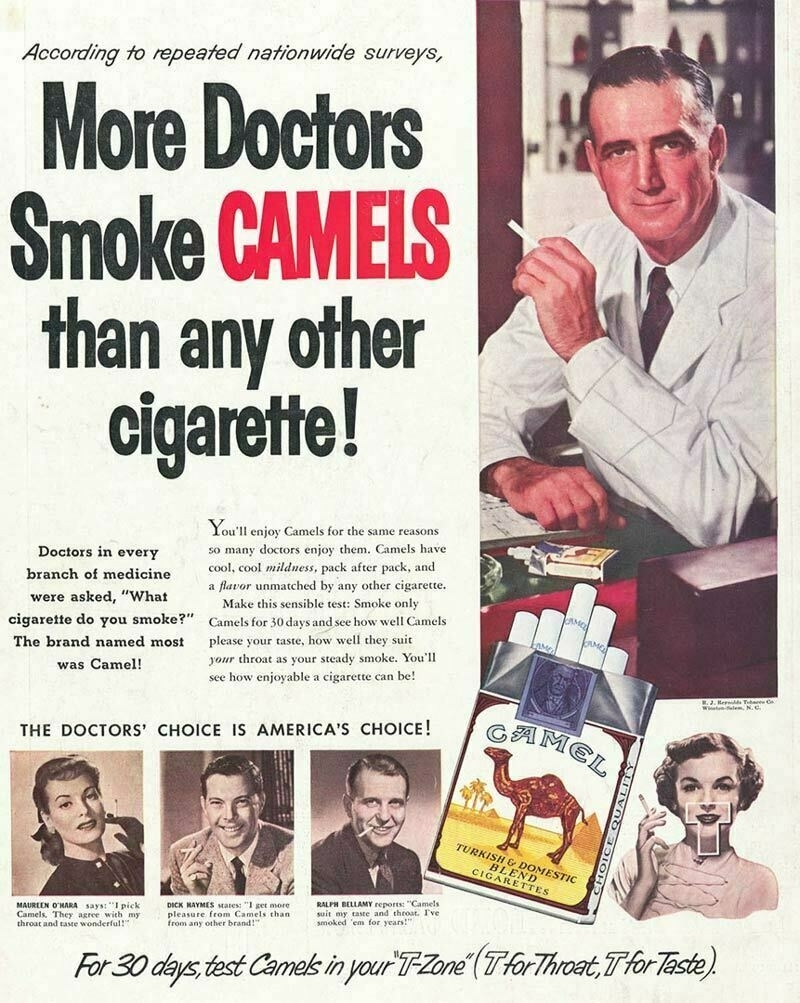 According to repeated nationwide surveys,
More Doctors
Smoke CAMELS
than any other
cigarette!
Doctors in every
branch of medicine
were asked, "What
cigarette do you smoke?"
The brand named most
was Camel!
You'll enjoy Camels for the same reasons
so many doctors enjoy them. Camels have
cool, cool mildness, pack after pack, and
a flavor unmatched by any other cigarette.
Make this sensible test: Smoke only
Camels for 30 days and see how well Camels
please your taste, how well they suit
your throat as your steady smoke. You'll
see how enjoyable a cigarette can be!
R. J. Reynolds Tobacco Co.
Winston-Salem, N. C.
THE DOCTORS' CHOICE IS AMERICA'S CHOICE!
MAUREEN O'HARA says: "I pick
Camels. They agree with my
throat and taste wonderful!"
DICK HAYMES states: "I get more
pleasure from Camels than
from any other brand!"
RALPH BELLAMY reports: "Camels
suit my taste and throat. I've
smoked 'em for years!"
CAMEL
CAMEL
CAMEL
CAMEL
TURKISH & DOMESTIC
BLEND
CIGARETTES
CHOICE QUALITY
T
For 30 days, test Camels in your "T-Zone" (T for Throat, T for Taste).